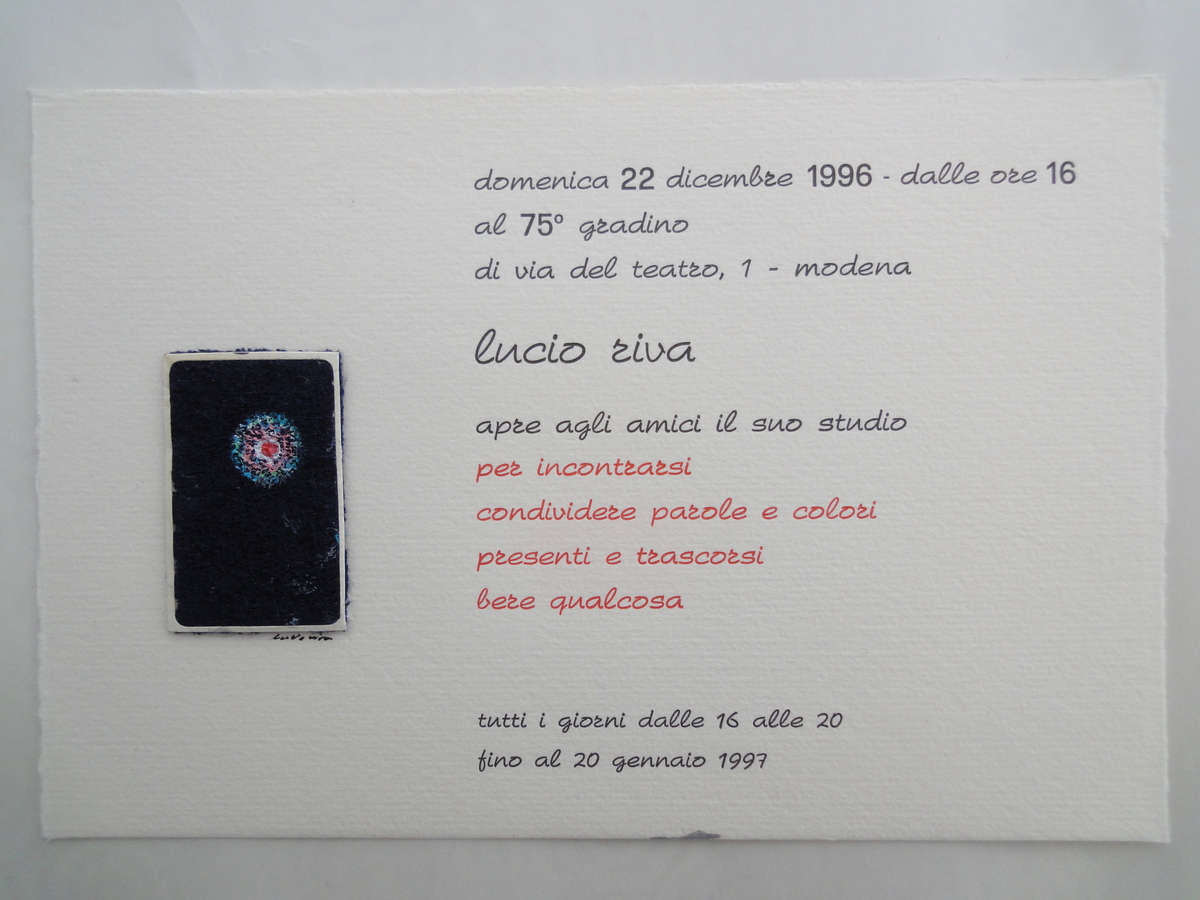 domenica 22 dicembre 1996 - dalle ore 16
al 75° gradino
di via del teatro, 1 - modena
lucio riva
apre agli amici il suo studio
per incontrarsi
condividere parole e colori
presenti e trascorsi
bere qualcosa
tutti i giorni dalle 16 alle 20
fino al 20 gennaio 1997